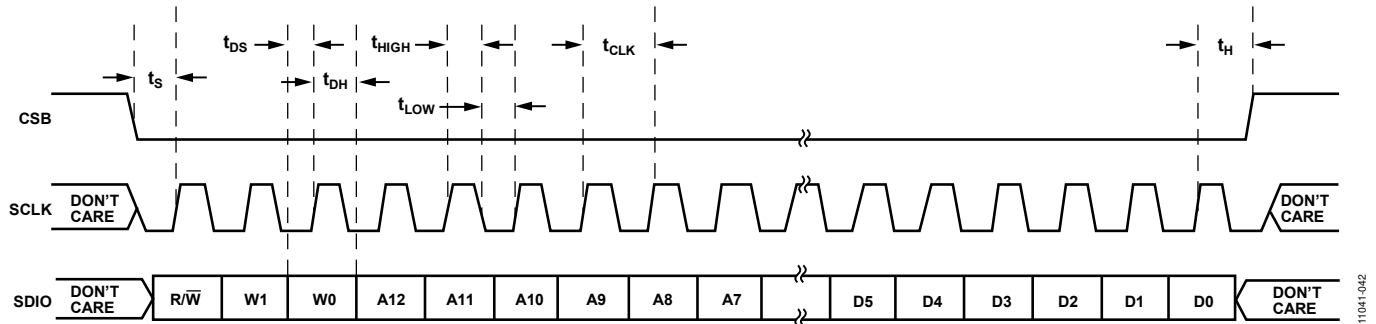 tDS
tHIGH
tCLK
tH
tS
tDH
tLOW
CSB
SCLK
DON'T
CARE
DON'T
CARE
SDIO
DON'T
CARE
R/W̅
W1
W0
A12
A11
A10
A9
A8
A7
D5
D4
D3
D2
D1
D0
DON'T
CARE
11041-042